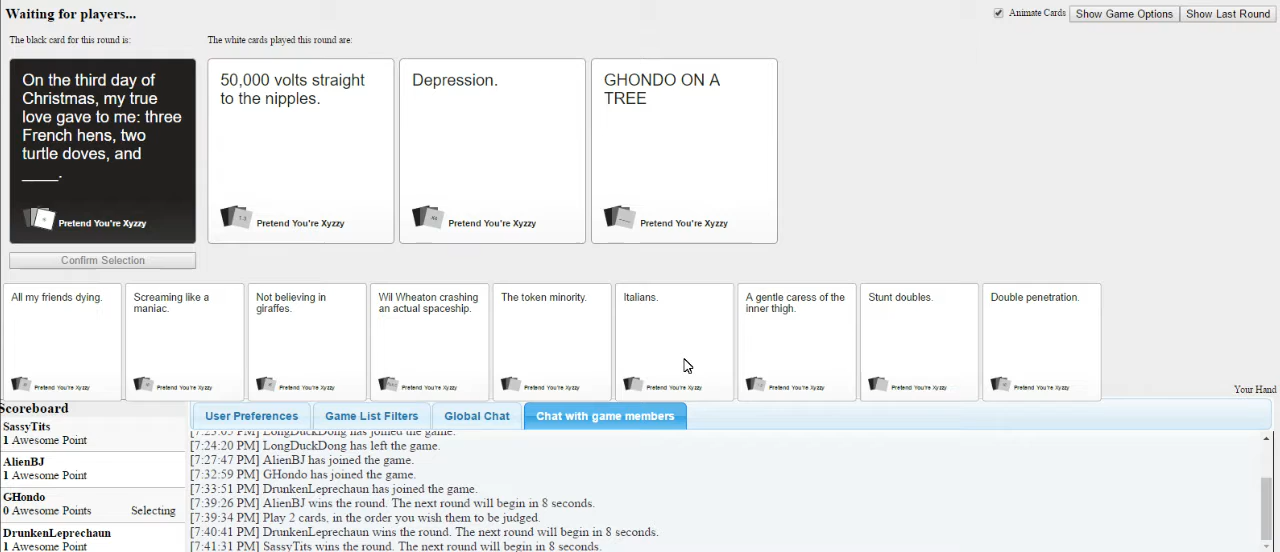 Waiting for players...
Animate Cards
Show Game Options
Show Last Round
The black card for this round is:
The white cards played this round are:
On the third day of
Christmas, my true
love gave to me: three
French hens, two
turtle doves, and
____.
Pretend You're Xyzzy
50,000 volts straight
to the nipples.
Pretend You're Xyzzy
Depression.
Pretend You're Xyzzy
GHONDO ON A
TREE
Pretend You're Xyzzy
Confirm Selection
All my friends dying.
Pretend You're Xyzzy
Screaming like a
maniac.
Pretend You're Xyzzy
Not believing in
giraffes.
Pretend You're Xyzzy
Wil Wheaton crashing
an actual spaceship.
Pretend You're Xyzzy
The token minority.
Pretend You're Xyzzy
Italians.
Pretend You're Xyzzy
A gentle caress of the
inner thigh.
Pretend You're Xyzzy
Stunt doubles.
Pretend You're Xyzzy
Double penetration.
Pretend You're Xyzzy
Your Hand
Scoreboard
SassyTits
1 Awesome Point
AlienBJ
1 Awesome Point
GHondo
0 Awesome Points Selecting
DrunkenLeprechaun
1 Awesome Point
User Preferences
Game List Filters
Global Chat
Chat with game members
[7:23:05 PM] LongDuckDong has joined the game.
[7:24:20 PM] LongDuckDong has left the game.
[7:27:47 PM] AlienBJ has joined the game.
[7:32:59 PM] GHondo has joined the game.
[7:33:51 PM] DrunkenLeprechaun has joined the game.
[7:39:26 PM] AlienBJ wins the round. The next round will begin in 8 seconds.
[7:39:34 PM] Play 2 cards, in the order you wish them to be judged.
[7:40:41 PM] DrunkenLeprechaun wins the round. The next round will begin in 8 seconds.
[7:41:31 PM] SassyTits wins the round. The next round will begin in 8 seconds.